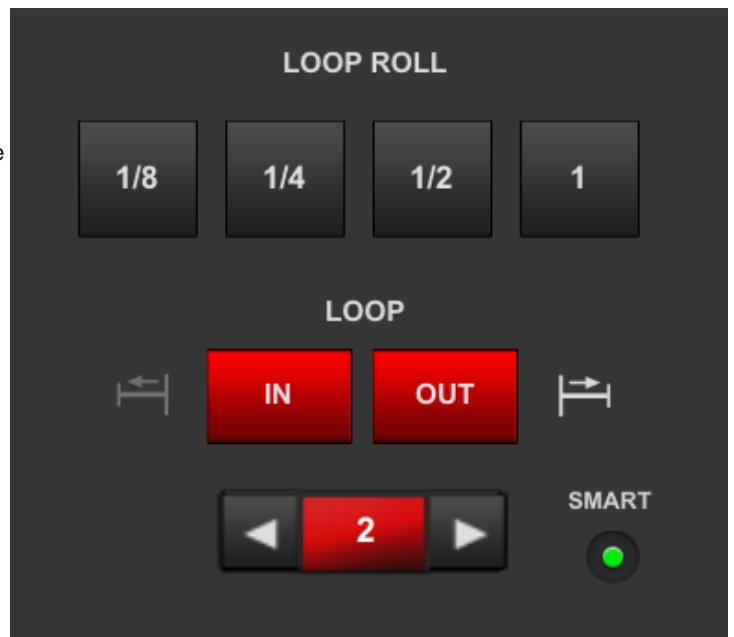 LOOP ROLL
e
1/8 1/4 1/2 1
LOOP
IN OUT
SMART
2